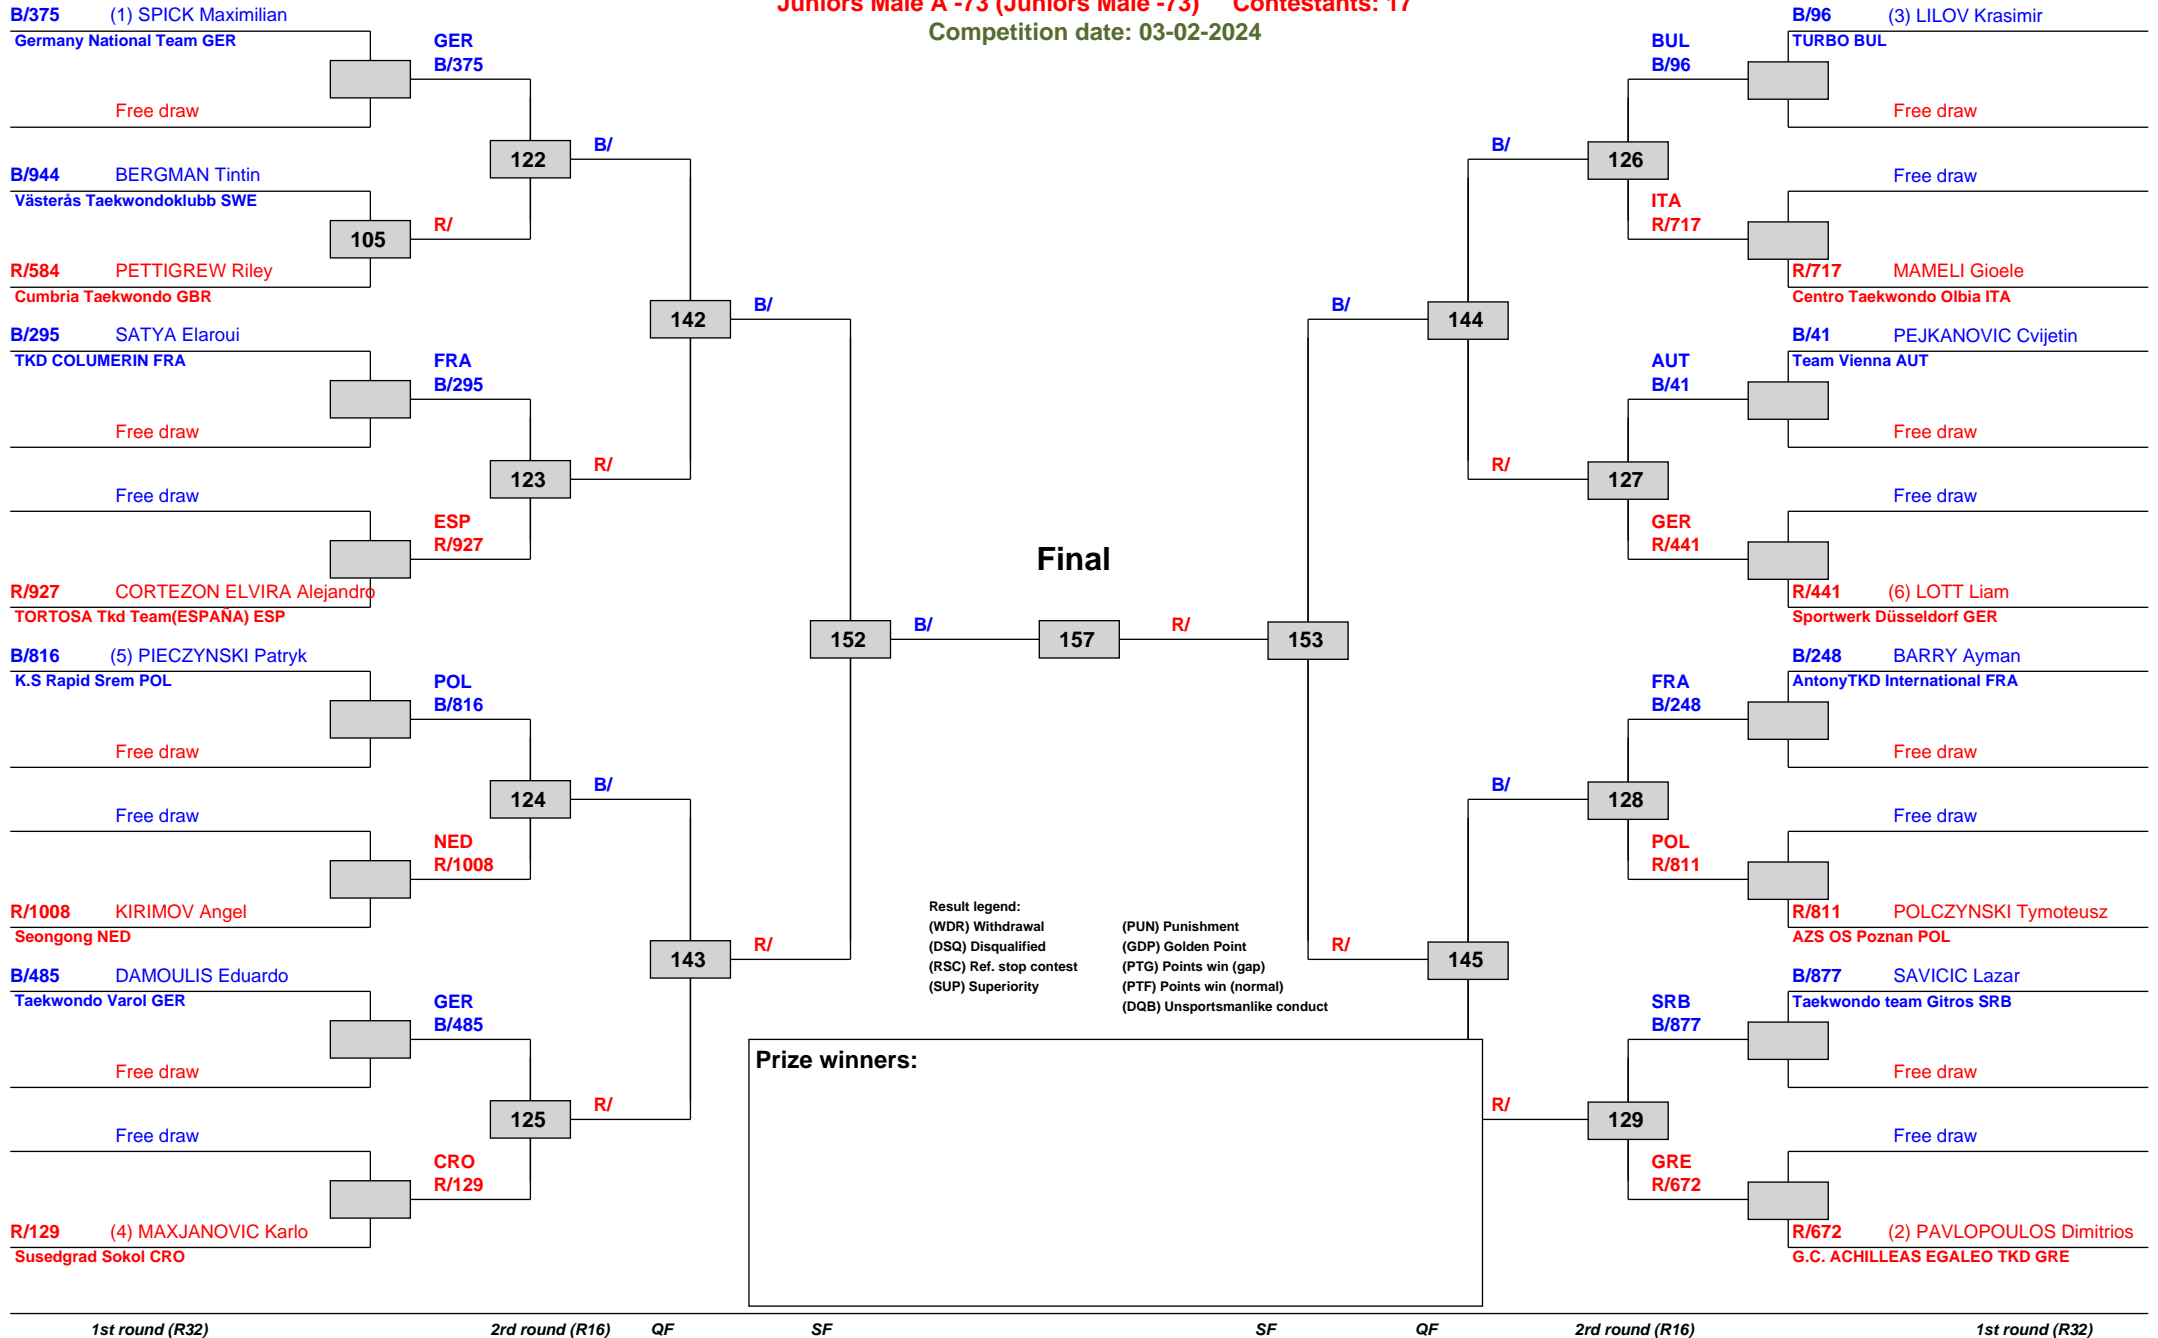 Juniors Male A -73 (Juniors Male -73) Contestants: 17
Competition date: 03-02-2024
B/375 (1) SPICK Maximilian
Germany National Team GER
Free draw
GER
B/375
B/944 BERGMAN Tintin
Västerås Taekwondoklubb SWE
105
R/584 PETTIGREW Riley
Cumbria Taekwondo GBR
R/
122
B/
B/295 SATYA Elaroui
TKD COLUMERIN FRA
Free draw
FRA
B/295
Free draw
R/927 CORTEZON ELVIRA Alejandro
TORTOSA Tkd Team(ESPAÑA) ESP
ESP
R/927
123
R/
142
B/
B/816 (5) PIECZYNSKI Patryk
K.S Rapid Srem POL
Free draw
POL
B/816
Free draw
R/1008 KIRIMOV Angel
Seongong NED
NED
R/1008
124
B/
B/485 DAMOULIS Eduardo
Taekwondo Varol GER
Free draw
GER
B/485
Free draw
R/129 (4) MAXJANOVIC Karlo
Susedgrad Sokol CRO
CRO
R/129
125
R/
143
R/
152
B/
Final
157
R/
153
B/
144
B/
126
BUL
B/96
B/96 (3) LILOV Krasimir
TURBO BUL
Free draw
Free draw
ITA
R/717
R/717 MAMELI Gioele
Centro Taekwondo Olbia ITA
R/
127
AUT
B/41
B/41 PEJKANOVIC Cvijetin
Team Vienna AUT
Free draw
Free draw
GER
R/441
R/441 (6) LOTT Liam
Sportwerk Düsseldorf GER
R/
145
B/
128
FRA
B/248
B/248 BARRY Ayman
AntonyTKD International FRA
Free draw
Free draw
POL
R/811
R/811 POLCZYNSKI Tymoteusz
AZS OS Poznan POL
R/
129
SRB
B/877
B/877 SAVICIC Lazar
Taekwondo team Gitros SRB
Free draw
Free draw
GRE
R/672
R/672 (2) PAVLOPOULOS Dimitrios
G.C. ACHILLEAS EGALEO TKD GRE
Result legend:
(WDR) Withdrawal (PUN) Punishment
(DSQ) Disqualified (GDP) Golden Point
(RSC) Ref. stop contest (PTG) Points win (gap)
(SUP) Superiority (PTF) Points win (normal)
(DQB) Unsportsmanlike conduct
Prize winners:
1st round (R32) 2rd round (R16) QF SF SF QF 2rd round (R16) 1st round (R32)